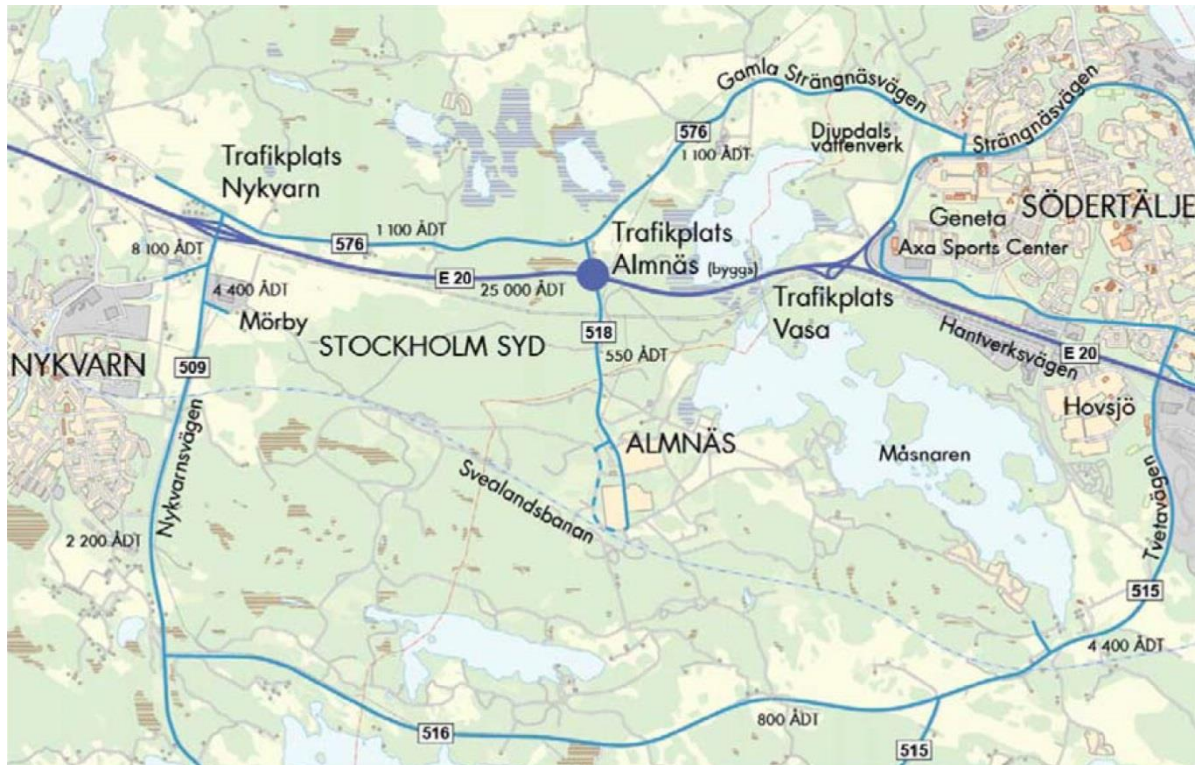 Gamla Strängnäsvägen
Strängnäsvägen
576
1 100 ÅDT
Djupdals
vattenverk
Trafikplats
Nykvarn
8 100 ÅDT
576
1 100 ÅDT
Trafikplats
Almnäs (byggs)
Geneta
SÖDERTÄLJE
Axa Sports Center
E 20
25 000 ÅDT
4 400 ÅDT
Mörby
Trafikplats
Vasa
STOCKHOLM SYD
518
550 ÅDT
Hantverksvägen
E 20
NYKVARN
509
Nykvarnsvägen
Hovsjö
ALMNÄS
Måsnaren
Svealandsbanan
Tvetavägen
2 200 ÅDT
515
4 400 ÅDT
800 ÅDT
516
515